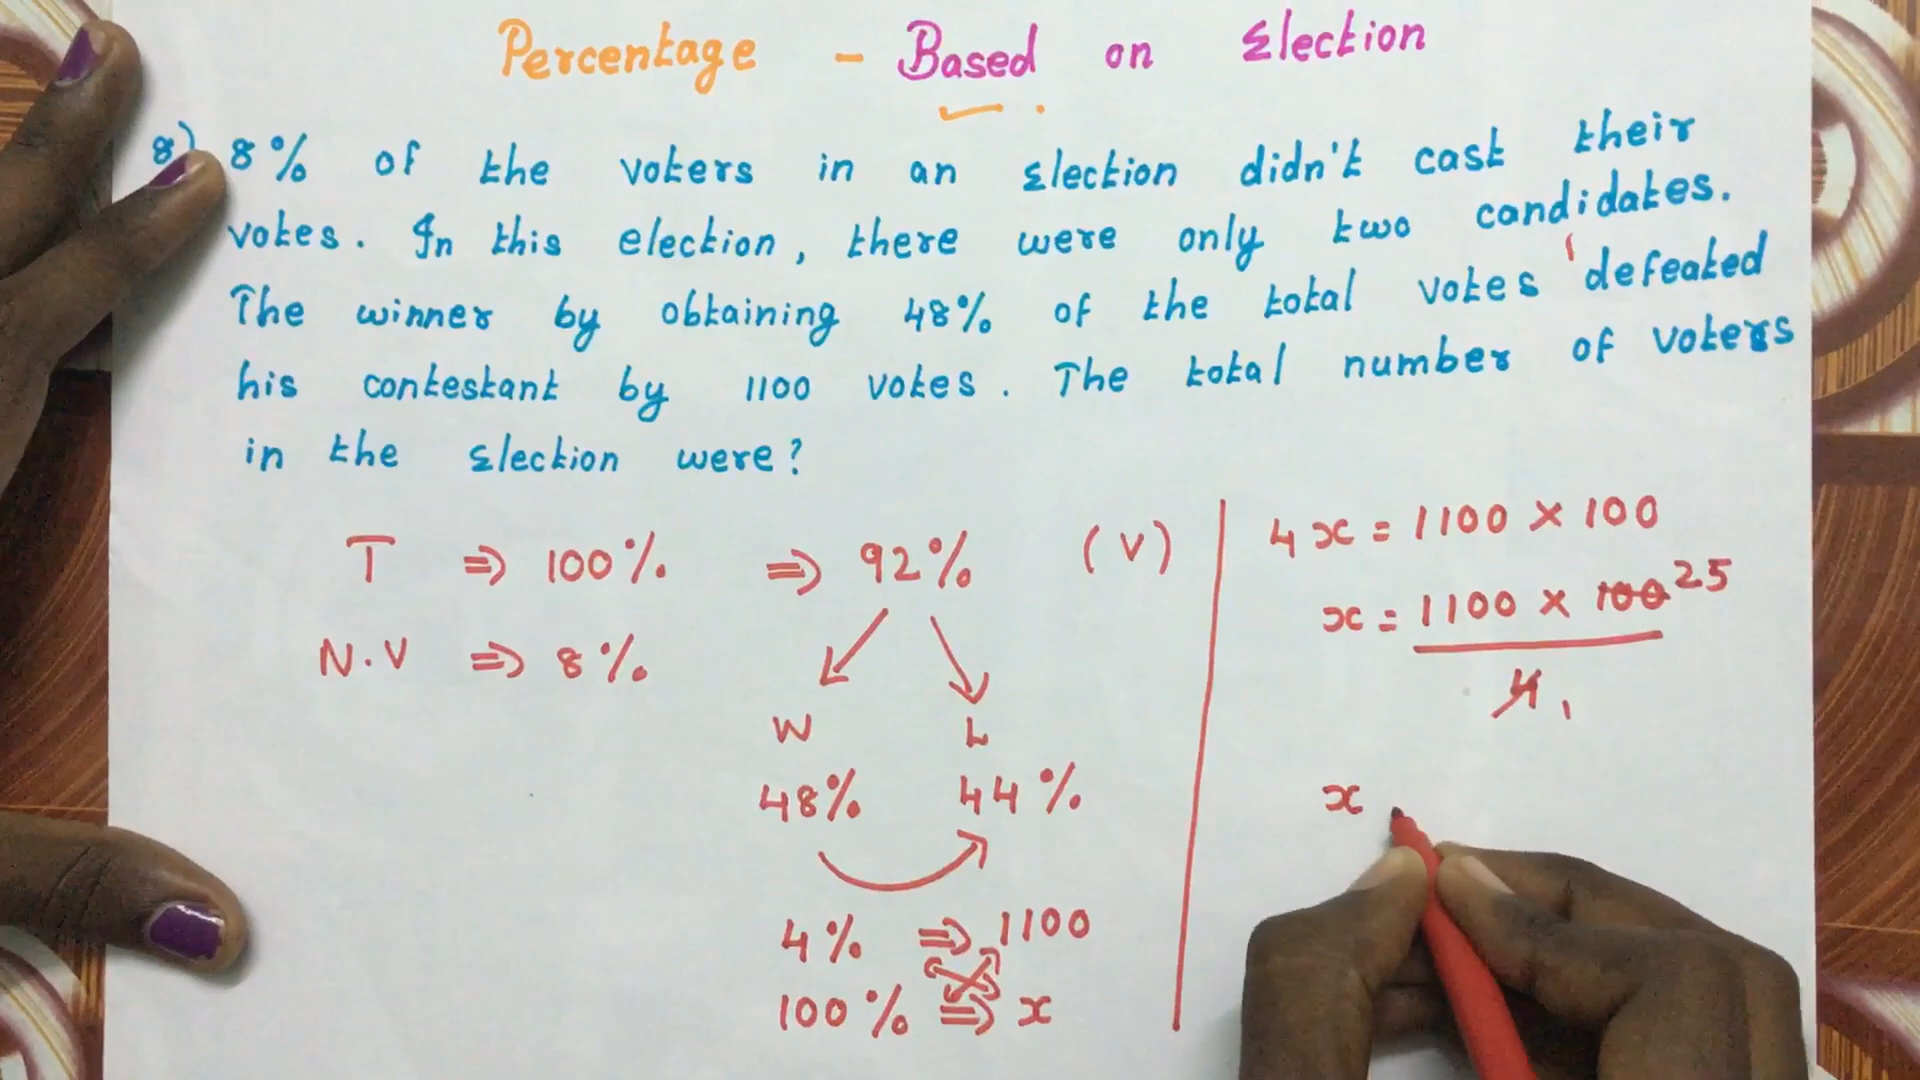 Percentage - Based on Election
8) 8% of the voters in an Election didn't cast their
votes. In this election, there were only two candidates.
The winner by obtaining 48% of the total votes defeated
his contestant by 1100 votes. The total number of voters
in the Election were?
T ⇒ 100% ⇒ 92% (V)
N.V ⇒ 8%
W L
48% 44%
4% ⇒ 1100
100% ⇒ x
4x = 1100 × 100
x = 1100 × 100 25
4 1
x